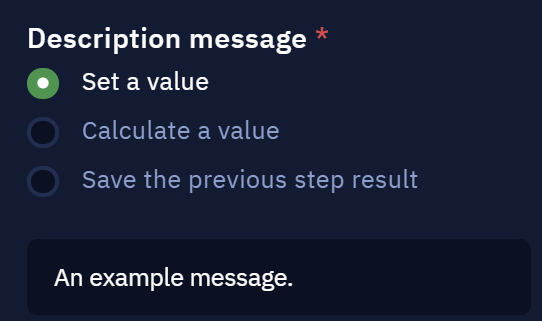 Description message *
Set a value
Calculate a value
Save the previous step result
An example message.